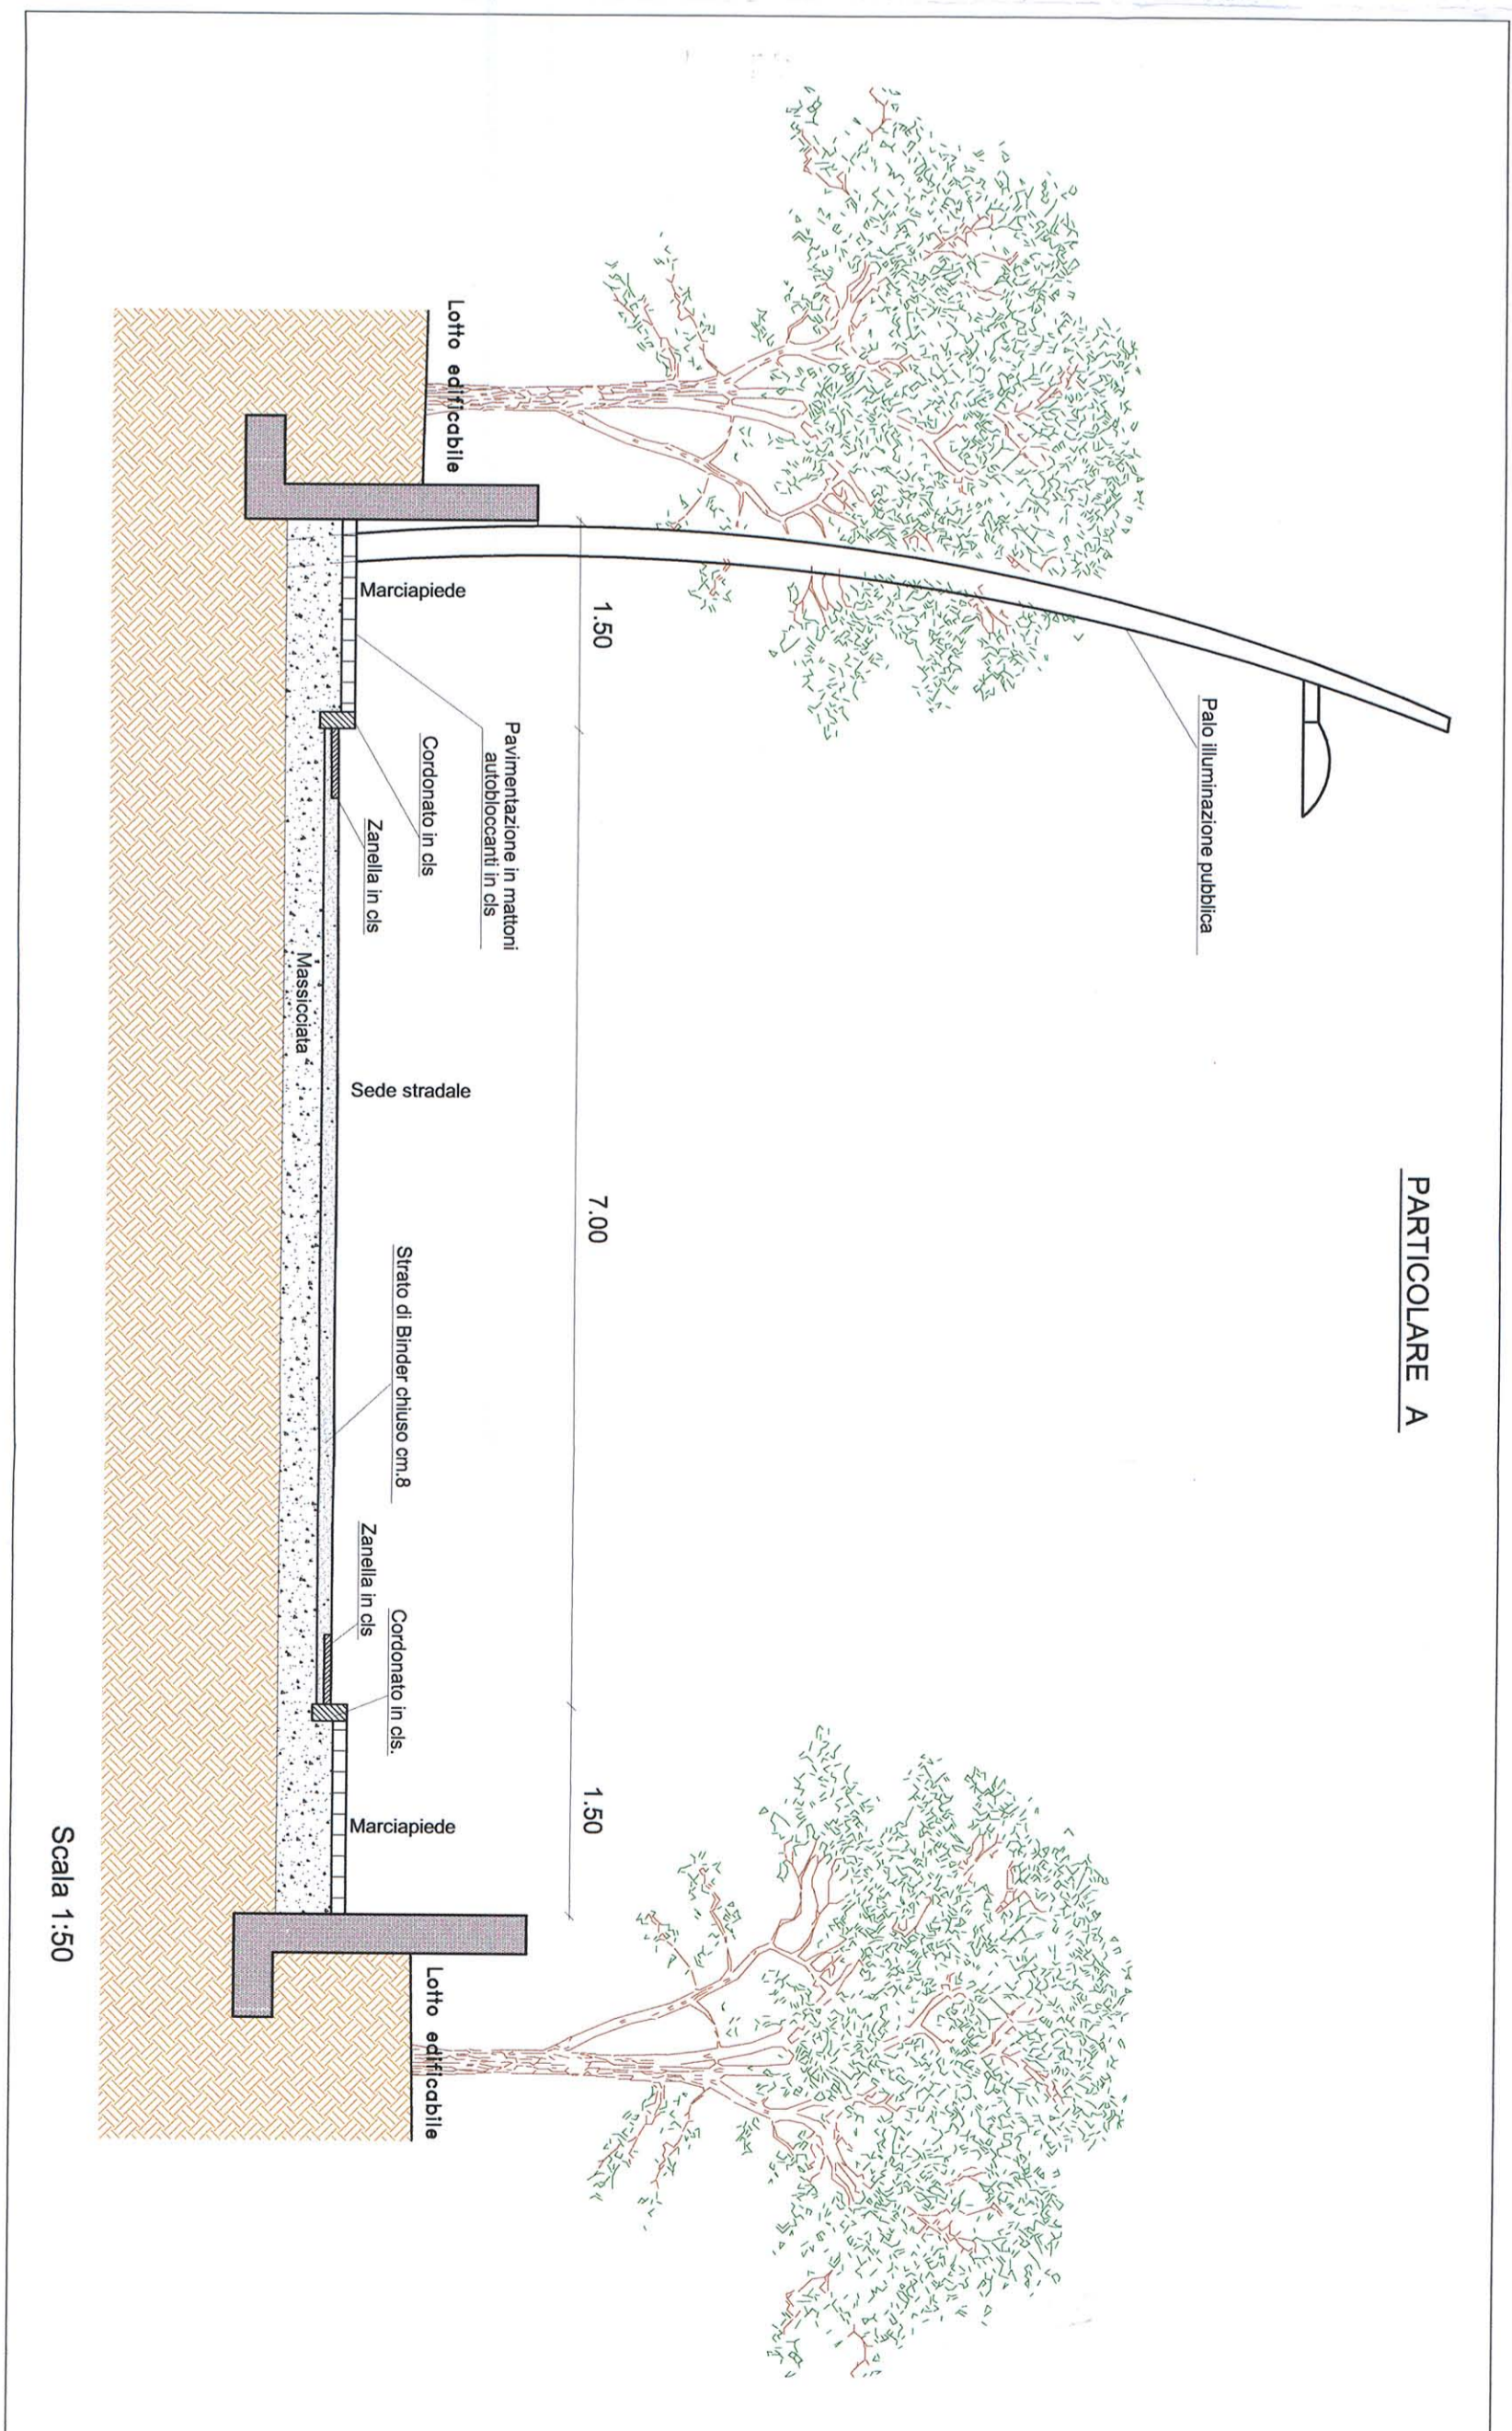 PARTICOLARE A
Palo illuminazione pubblica
1.50
7.00
1.50
Pavimentazione in mattoni
autobloccanti in cls
Lotto edificabile
Cordonato in cls
Strato di Binder chiuso cm.8
Cordonato in cls.
Lotto edificabile
Marciapiede
Zanella in cls
Sede stradale
Zanella in cls
Marciapiede
Massicciata
Scala 1:50